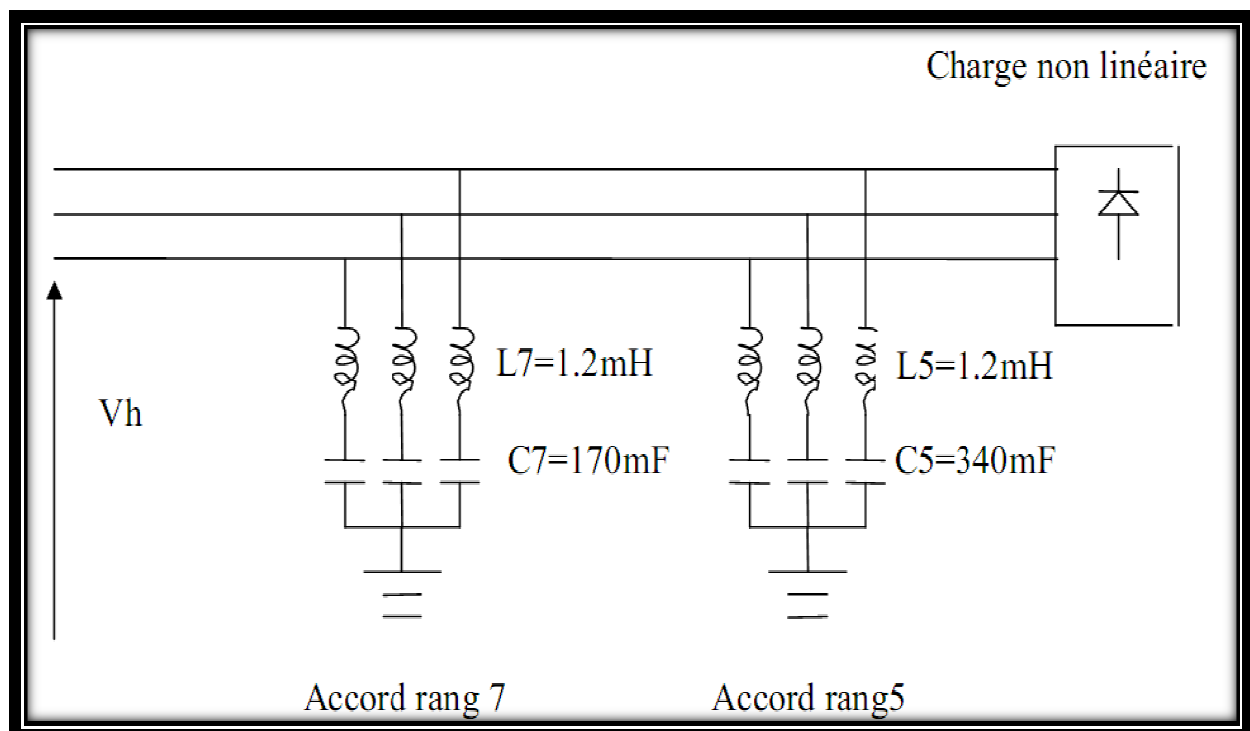 Charge non linéaire
Vh
L7=1.2mH
C7=170mF
L5=1.2mH
C5=340mF
Accord rang 7
Accord rang5